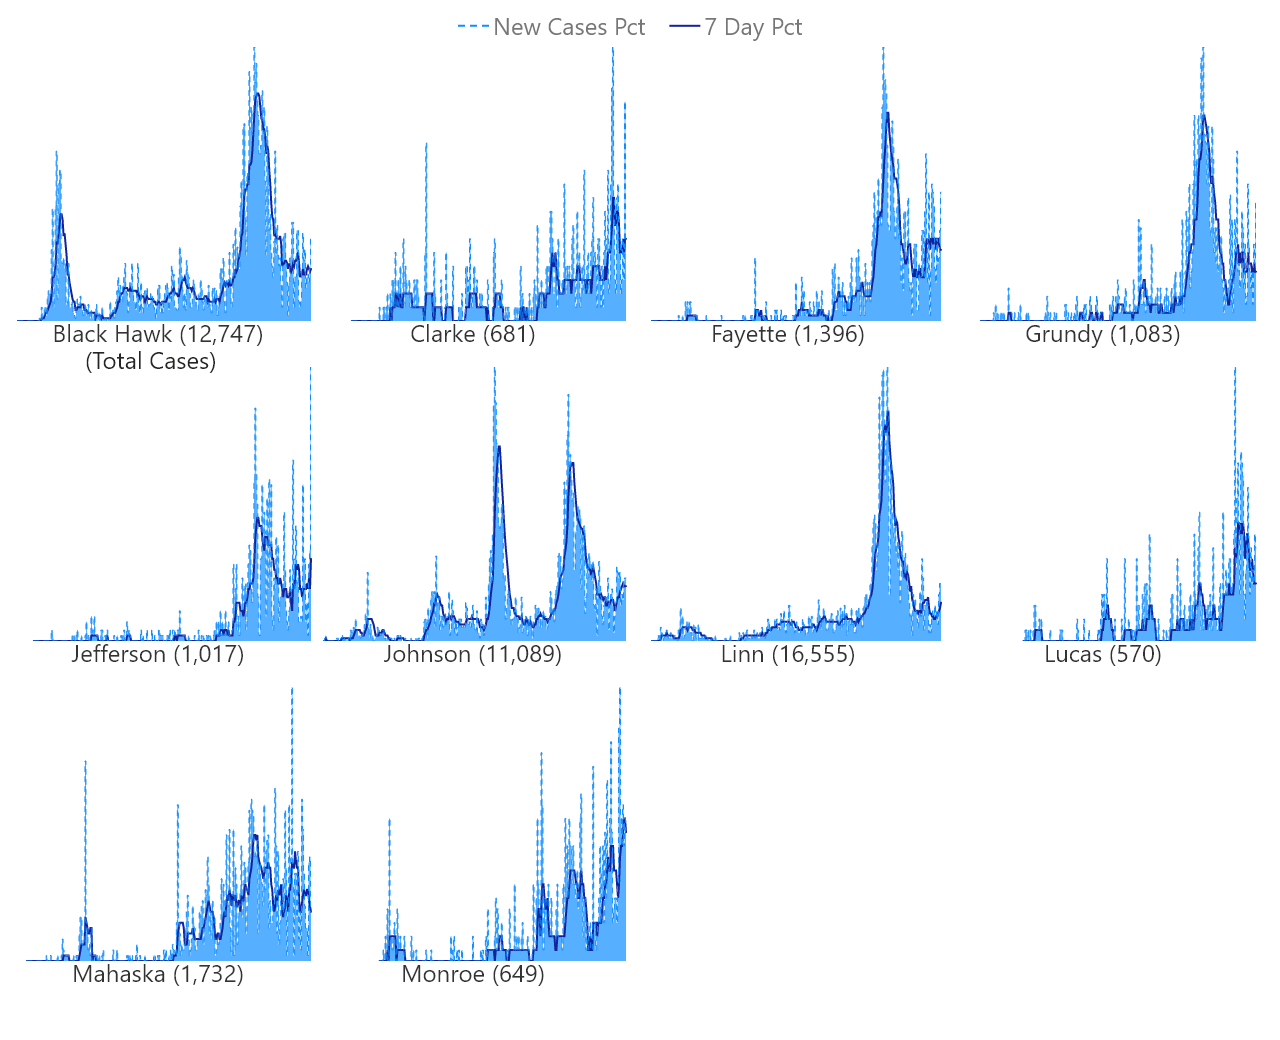 New Cases Pct 7 Day Pct
Black Hawk (12,747)
(Total Cases)
Clarke (681)
Fayette (1,396)
Grundy (1,083)
Jefferson (1,017)
Johnson (11,089)
Linn (16,555)
Lucas (570)
Mahaska (1,732)
Monroe (649)